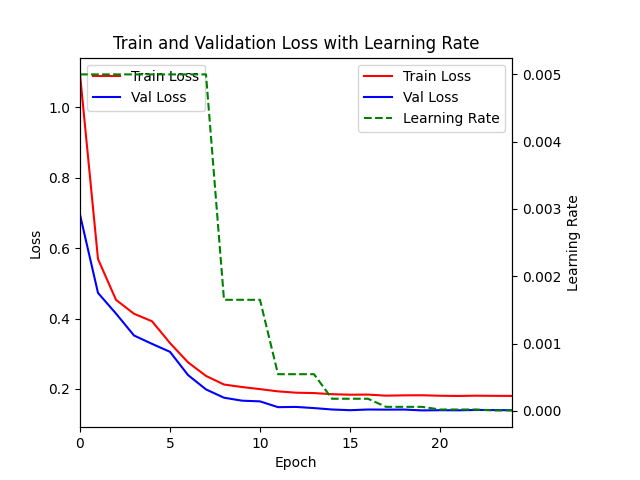 Train and Validation Loss with Learning Rate
Train Loss
Val Loss
Train Loss
Val Loss
Learning Rate
1.0
0.8
0.6
0.4
0.2
Loss
0.005
0.004
0.003
0.002
0.001
0.000
Learning Rate
0
5
10
15
20
Epoch